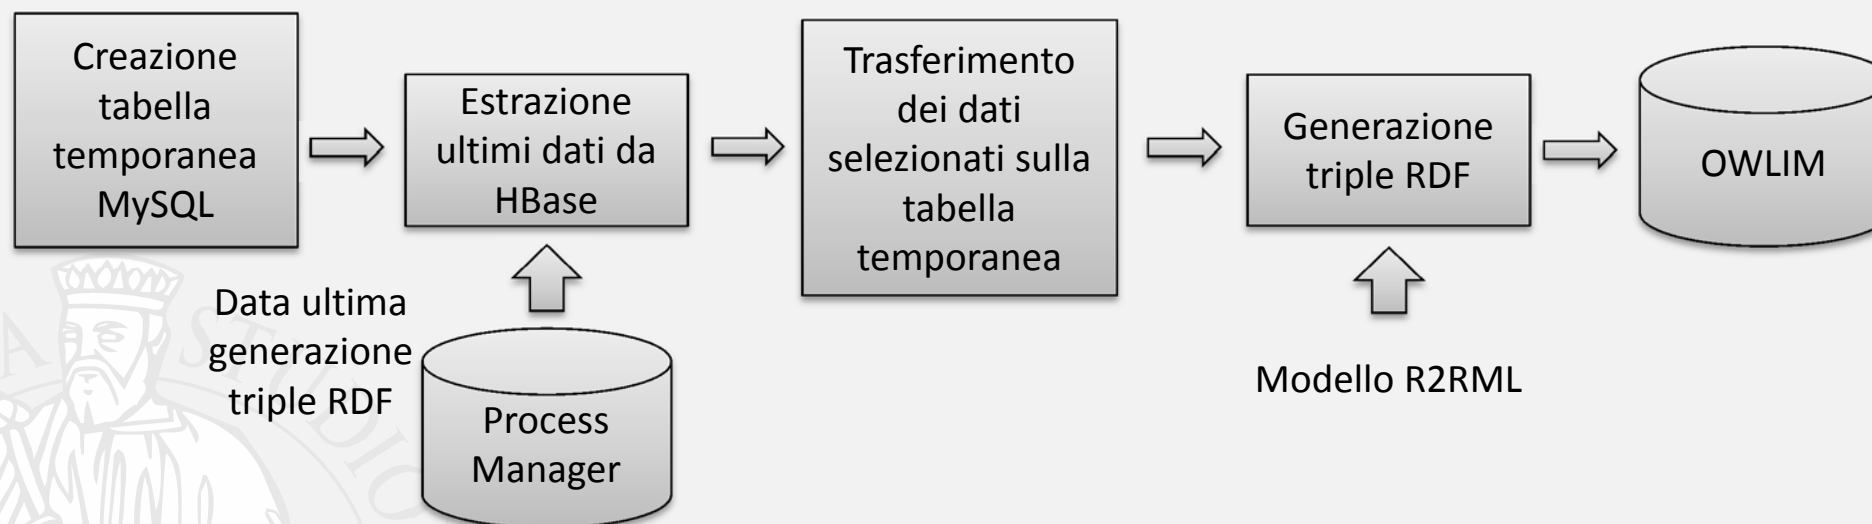 Creazione
tabella
temporanea
MySQL
Estrazione
ultimi dati da
HBase
Trasferimento
dei dati
selezionati sulla
tabella
temporanea
Generazione
triple RDF
OWLIM
Data ultima
generazione
triple RDF
Process
Manager
Modello R2RML
A STUDIO